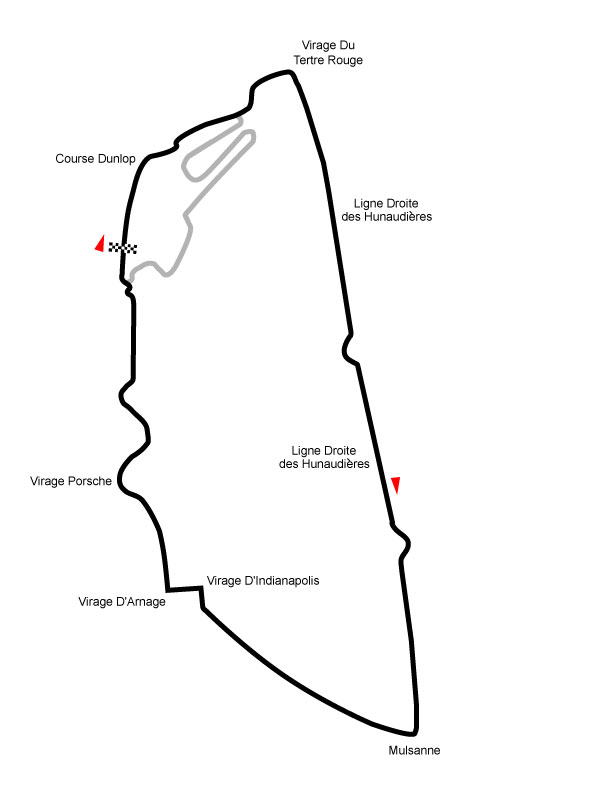 Virage Du
Tertre Rouge
Course Dunlop
Ligne Droite
des Hunaudières
Ligne Droite
des Hunaudières
Virage Porsche
Virage D'Indianapolis
Virage D'Arnage
Mulsanne